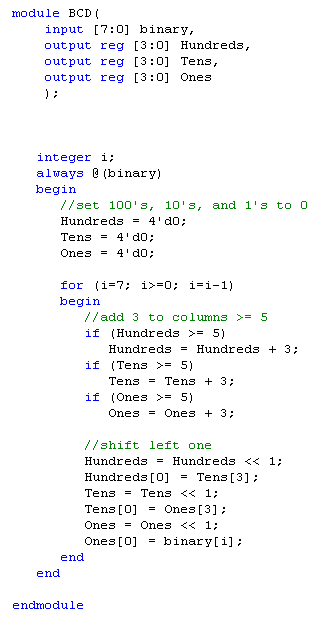 module BCD(
    input [7:0] binary,
    output reg [3:0] Hundreds,
    output reg [3:0] Tens,
    output reg [3:0] Ones
    );

   integer i;
   always @(binary)
   begin
      //set 100's, 10's, and 1's to 0
      Hundreds = 4'd0;
      Tens = 4'd0;
      Ones = 4'd0;

      for (i=7; i>=0; i=i-1)
      begin
         //add 3 to columns >= 5
         if (Hundreds >= 5)
            Hundreds = Hundreds + 3;
         if (Tens >= 5)
            Tens = Tens + 3;
         if (Ones >= 5)
            Ones = Ones + 3;

         //shift left one
         Hundreds = Hundreds << 1;
         Hundreds[0] = Tens[3];
         Tens = Tens << 1;
         Tens[0] = Ones[3];
         Ones = Ones << 1;
         Ones[0] = binary[i];
      end
   end

endmodule